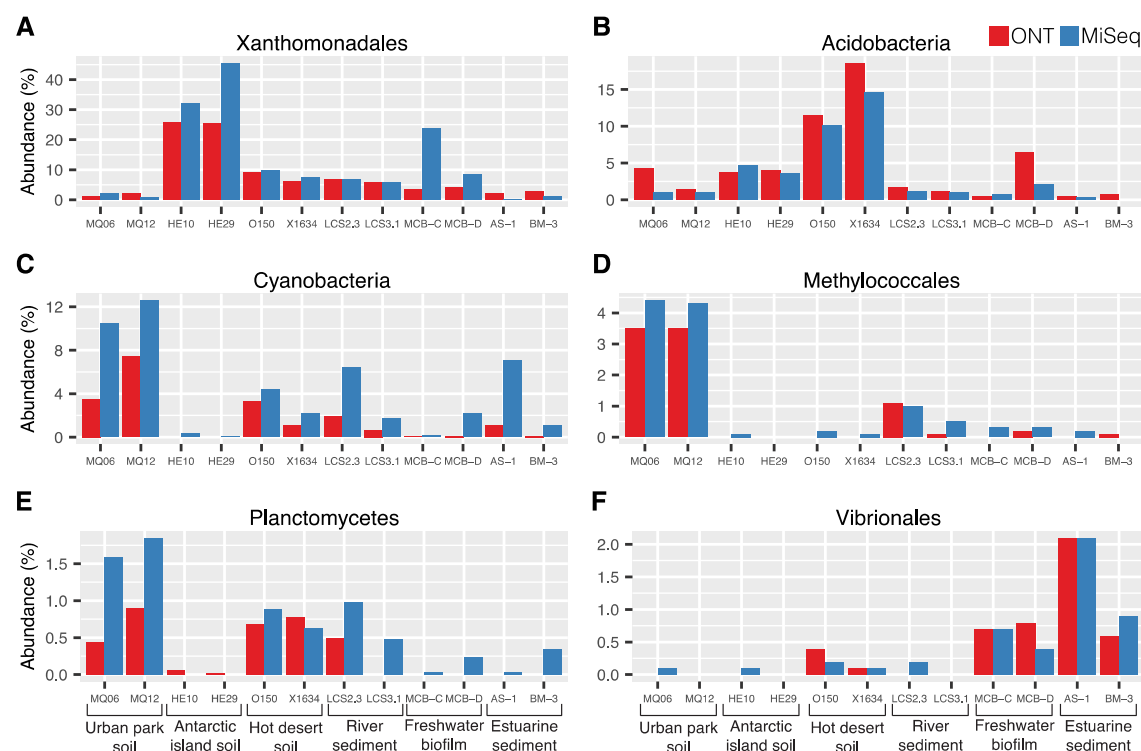 A
Xanthomonadales
Abundance (%)
40
30
20
10
0
MQ06 MQ12 HE10 HE29 O150 X1634 LCS2.3 LCS3.1 MCB–C MCB–D AS–1 BM–3
B
Acidobacteria
ONT MiSeq
15
10
5
0
MQ06 MQ12 HE10 HE29 O150 X1634 LCS2.3 LCS3.1 MCB–C MCB–D AS–1 BM–3
C
Cyanobacteria
Abundance (%)
12
8
4
0
MQ06 MQ12 HE10 HE29 O150 X1634 LCS2.3 LCS3.1 MCB–C MCB–D AS–1 BM–3
D
Methylococcales
4
3
2
1
0
MQ06 MQ12 HE10 HE29 O150 X1634 LCS2.3 LCS3.1 MCB–C MCB–D AS–1 BM–3
E
Planctomycetes
Abundance (%)
1.5
1.0
0.5
0.0
MQ06 MQ12 HE10 HE29 O150 X1634 LCS2.3 LCS3.1 MCB–C MCB–D AS–1 BM–3
Urban park Antarctic Hot desert River Freshwater Estuarine
soil island soil soil sediment biofilm sediment
F
Vibrionales
2.0
1.5
1.0
0.5
0.0
MQ06 MQ12 HE10 HE29 O150 X1634 LCS2.3 LCS3.1 MCB–C MCB–D AS–1 BM–3
Urban park Antarctic Hot desert River Freshwater Estuarine
soil island soil soil sediment biofilm sediment